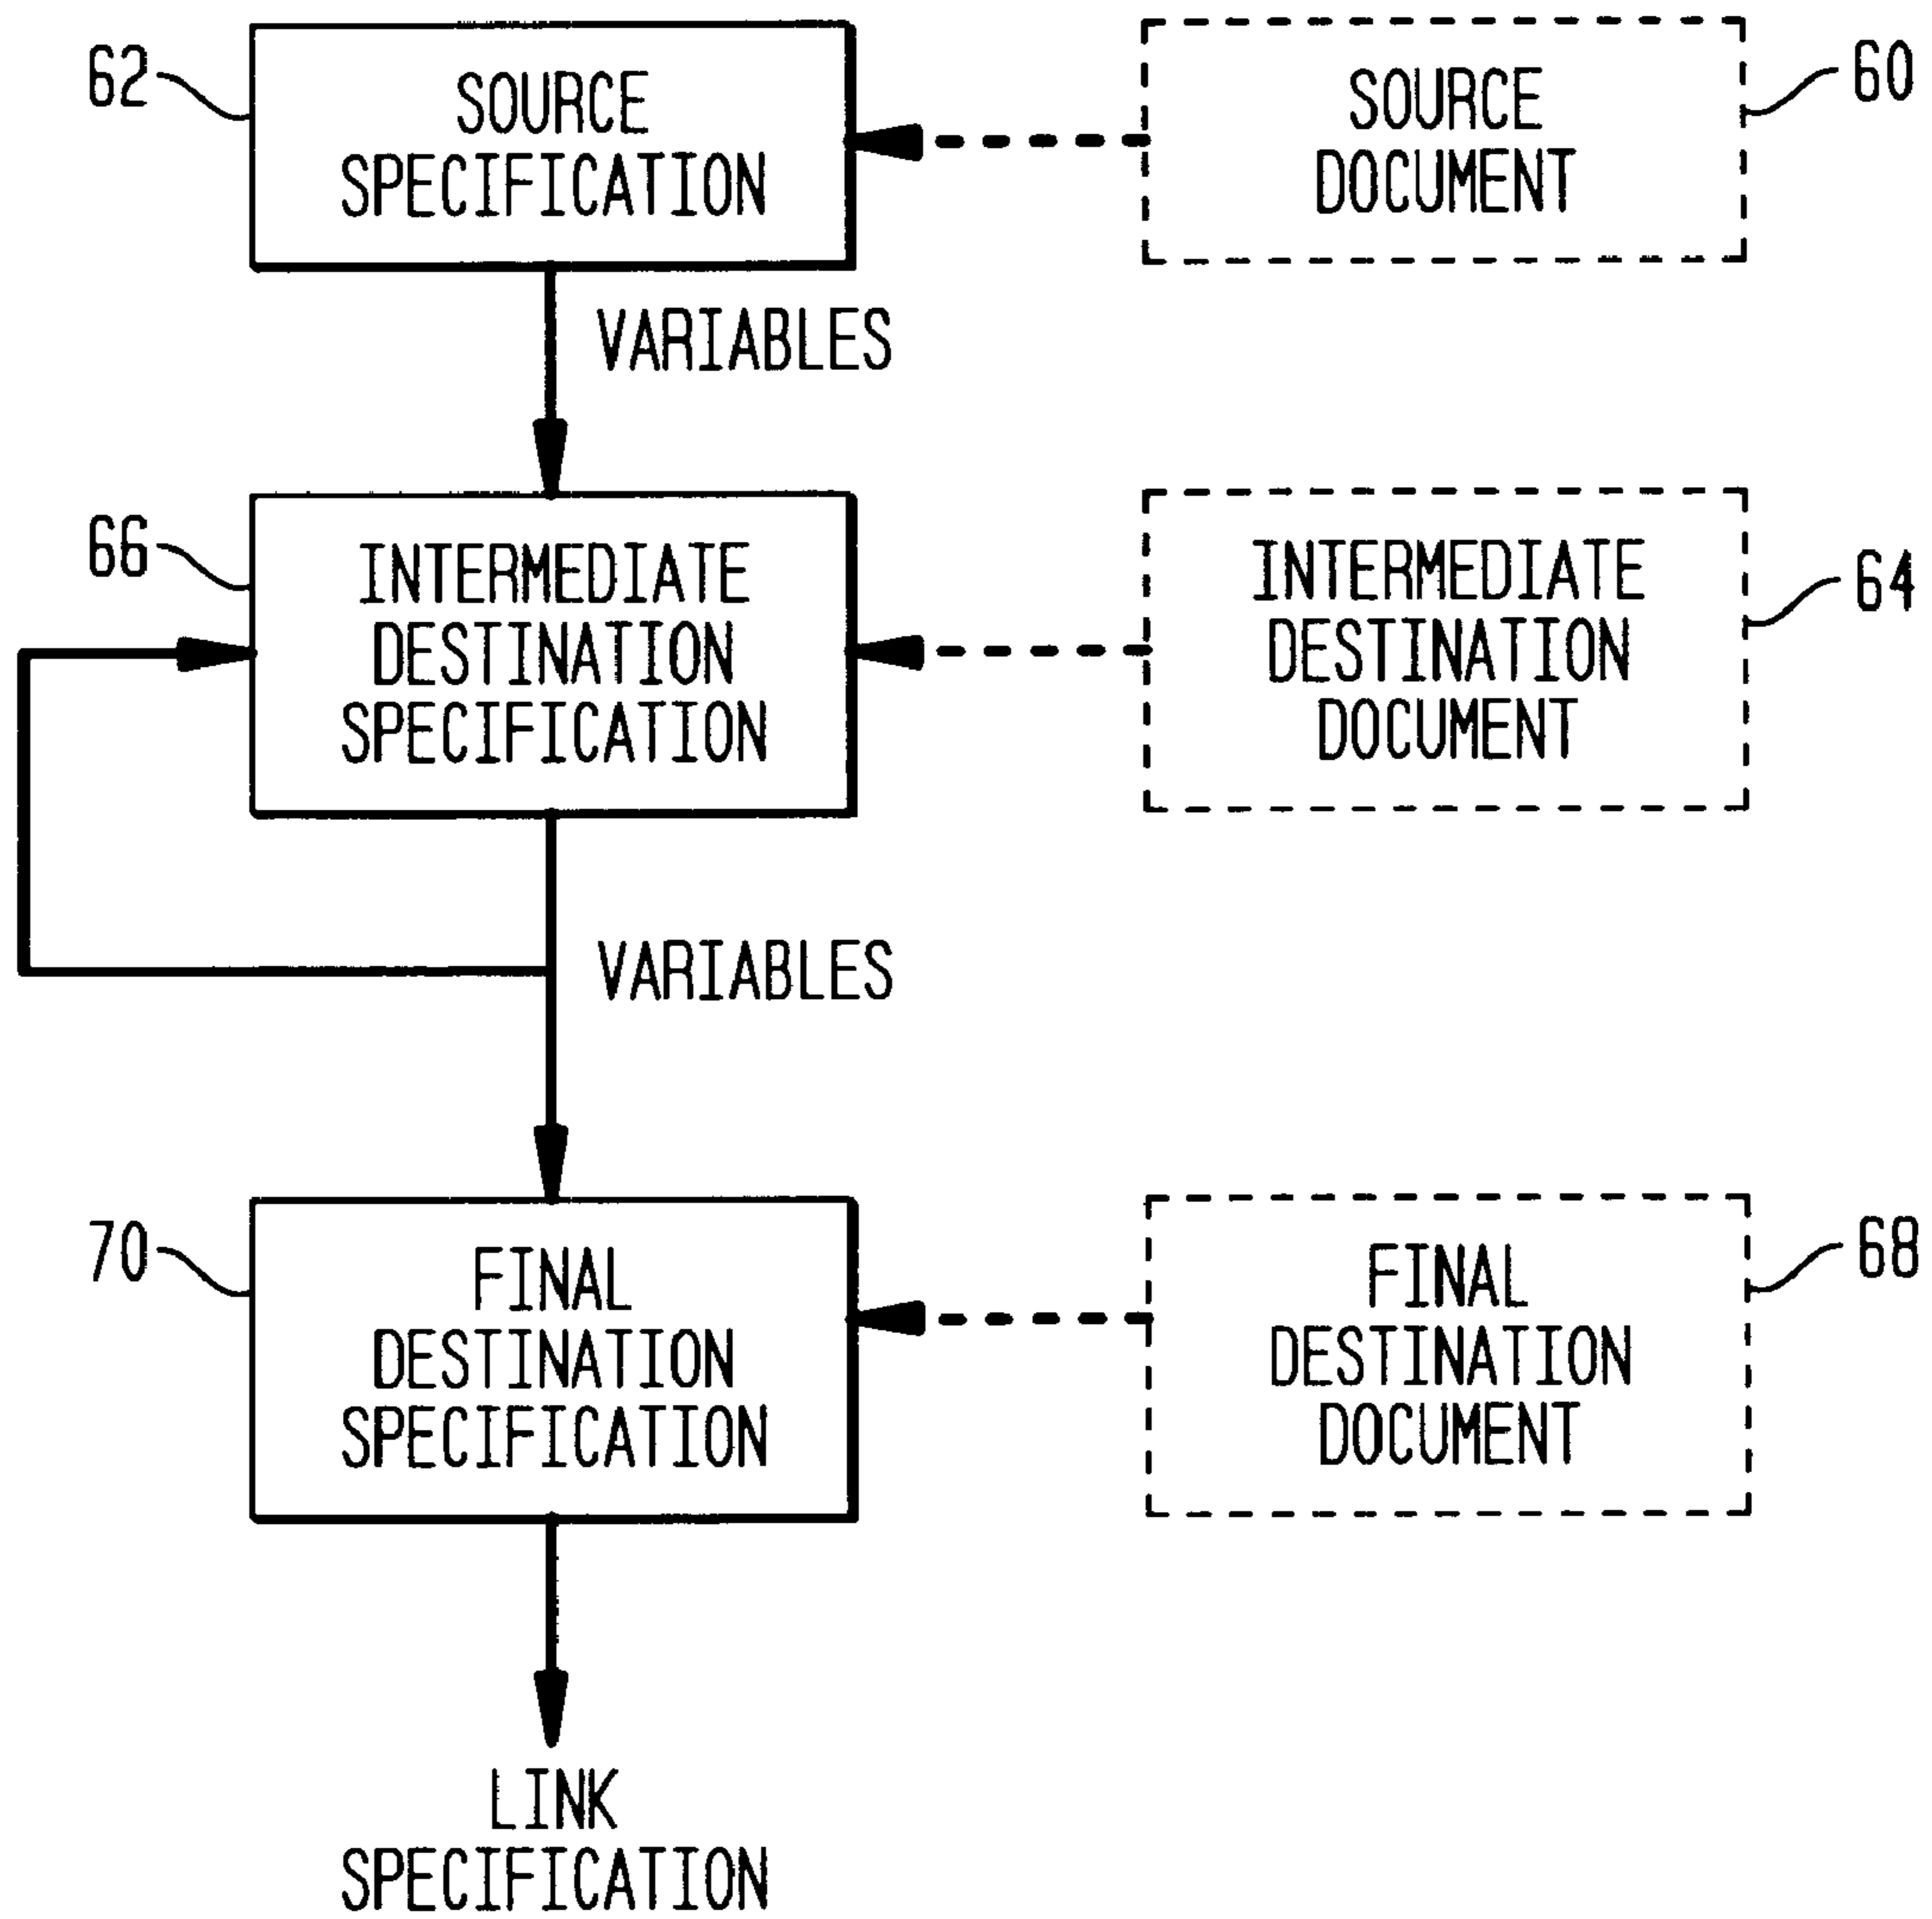 62
SOURCE
SPECIFICATION
SOURCE
DOCUMENT
60
VARIABLES
66
INTERMEDIATE
DESTINATION
SPECIFICATION
INTERMEDIATE
DESTINATION
DOCUMENT
64
VARIABLES
70
FINAL
DESTINATION
SPECIFICATION
FINAL
DESTINATION
DOCUMENT
68
LINK
SPECIFICATION